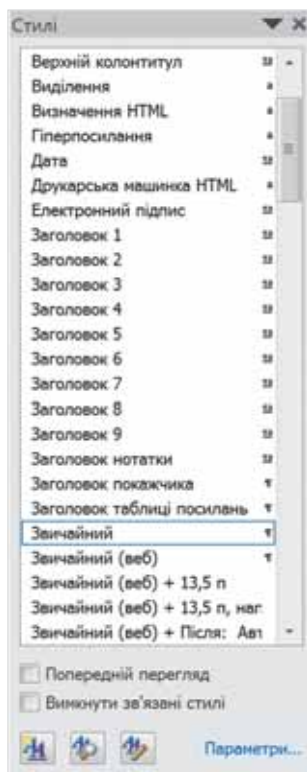 Стилі
Верхній колонтитул
Виділення
Визначення HTML
Гіперпосилання
Дата
Друкарська машинка HTML
Електронний підпис
Заголовок 1
Заголовок 2
Заголовок 3
Заголовок 4
Заголовок 5
Заголовок 6
Заголовок 7
Заголовок 8
Заголовок 9
Заголовок нотатки
Заголовок покажчика
Заголовок таблиці посилань
Звичайний
Звичайний (веб)
Звичайний (веб) + 13,5 п
Звичайний (веб) + 13,5 п, наг
Звичайний (веб) + Після: Авт
Попередній перегляд
Вимкнути зв'язані стилі
Параметри...